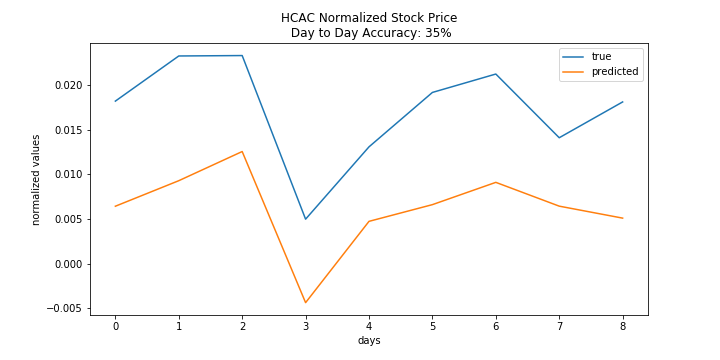 HCAC Normalized Stock Price
Day to Day Accuracy: 35%
true
predicted
normalized values
0.020
0.015
0.010
0.005
0.000
−0.005
0 1 2 3 4 5 6 7 8
days